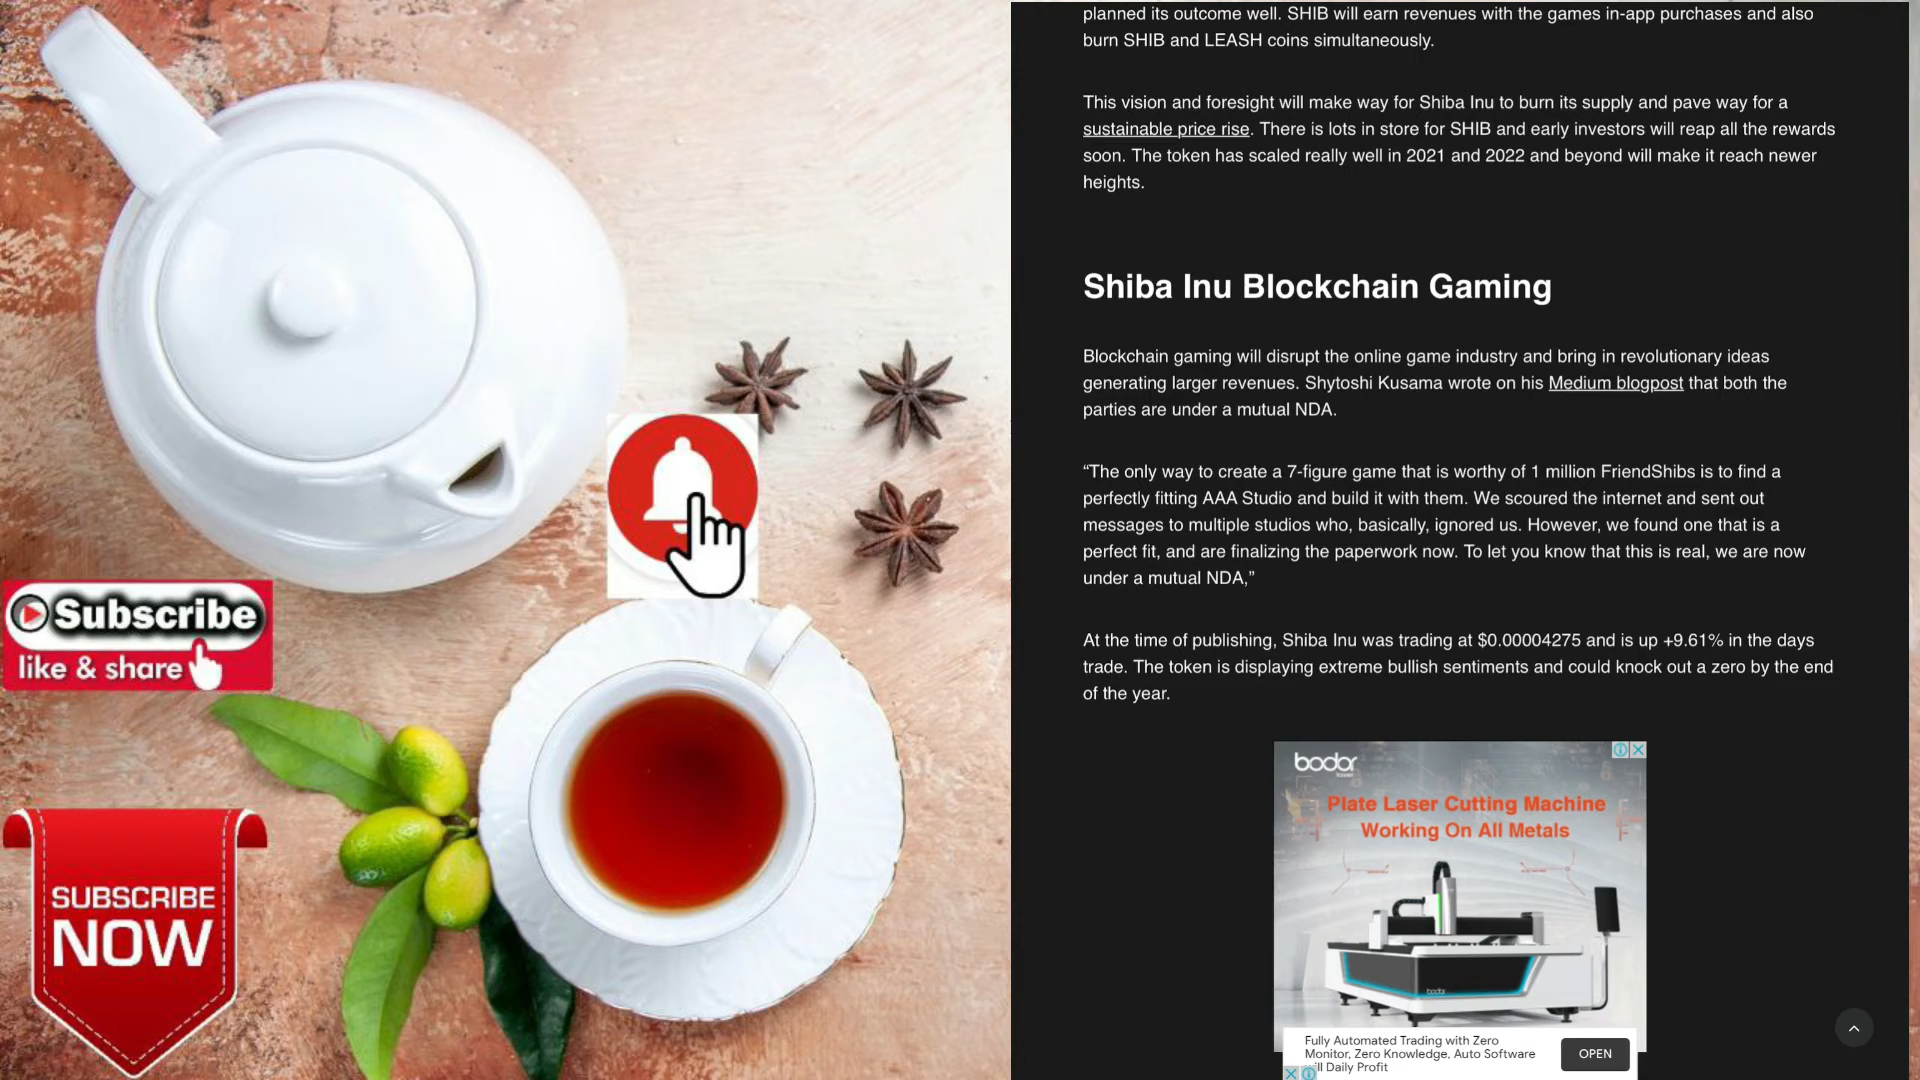 planned its outcome well. SHIB will earn revenues with the games in-app purchases and also
burn SHIB and LEASH coins simultaneously.
This vision and foresight will make way for Shiba Inu to burn its supply and pave way for a
sustainable price rise. There is lots in store for SHIB and early investors will reap all the rewards
soon. The token has scaled really well in 2021 and 2022 and beyond will make it reach newer
heights.
Shiba Inu Blockchain Gaming
Blockchain gaming will disrupt the online game industry and bring in revolutionary ideas
generating larger revenues. Shytoshi Kusama wrote on his Medium blogpost that both the
parties are under a mutual NDA.
“The only way to create a 7-figure game that is worthy of 1 million FriendShibs is to find a
perfectly fitting AAA Studio and build it with them. We scoured the internet and sent out
messages to multiple studios who, basically, ignored us. However, we found one that is a
perfect fit, and are finalizing the paperwork now. To let you know that this is real, we are now
under a mutual NDA,”
At the time of publishing, Shiba Inu was trading at $0.00004275 and is up +9.61% in the days
trade. The token is displaying extreme bullish sentiments and could knock out a zero by the end
of the year.
Subscribe
like & share
SUBSCRIBE
NOW
bodor
Plate Laser Cutting Machine
Working On All Metals
bodor
Fully Automated Trading with Zero
Monitor, Zero Knowledge, Auto Software
Daily Profit
OPEN